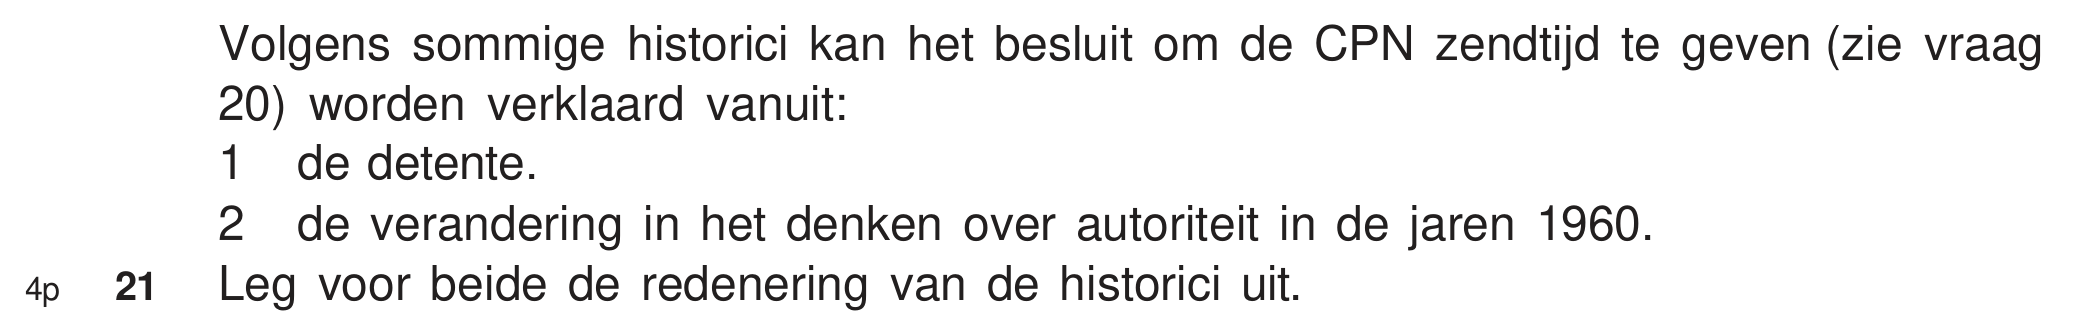 Volgens sommige historici kan het besluit om de CPN zendtijd te geven (zie vraag
20) worden verklaard vanuit:
1 de detente.
2 de verandering in het denken over autoriteit in de jaren 1960.
4p 21 Leg voor beide de redenering van de historici uit.